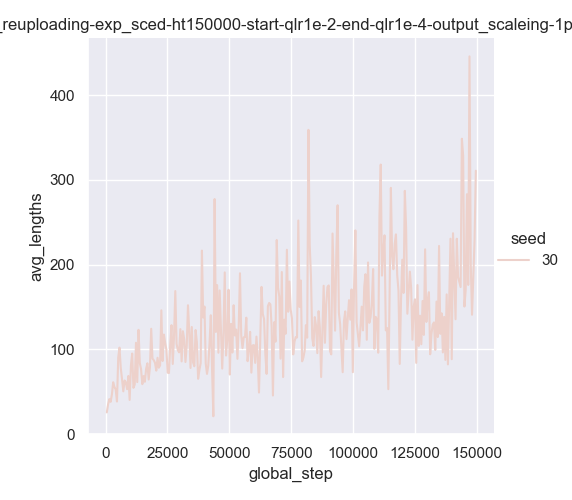 _reuploading-exp_sced-ht150000-start-qlr1e-2-end-qlr1e-4-output_scaleing-1p
400
300
200
100
0
avg_lengths
0 25000 50000 75000 100000 125000 150000
global_step
seed
30